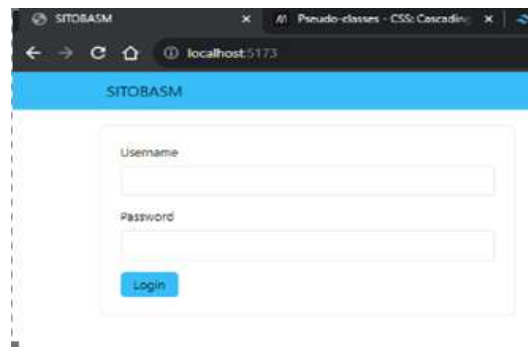 SITOBASM
Pseudo-classes - CSS: Cascading
localhost:5173
SITOBASM
Username
Password
Login